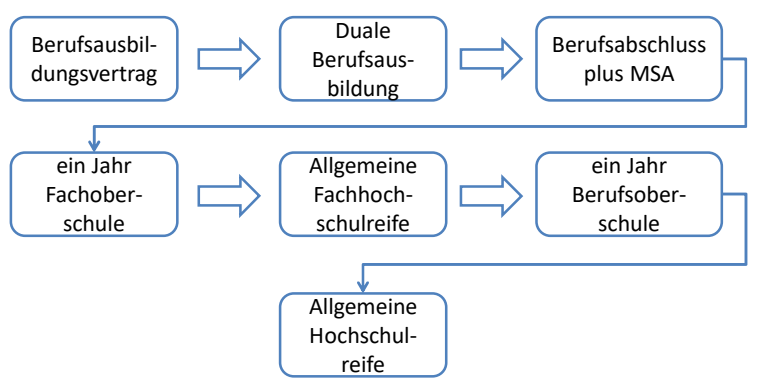 Berufsausbil-
dungsvertrag
Duale
Berufsaus-
bildung
Berufsabschluss
plus MSA
ein Jahr
Fachober-
schule
Allgemeine
Fachhoch-
schulreife
ein Jahr
Berufsober-
schule
Allgemeine
Hochschul-
reife